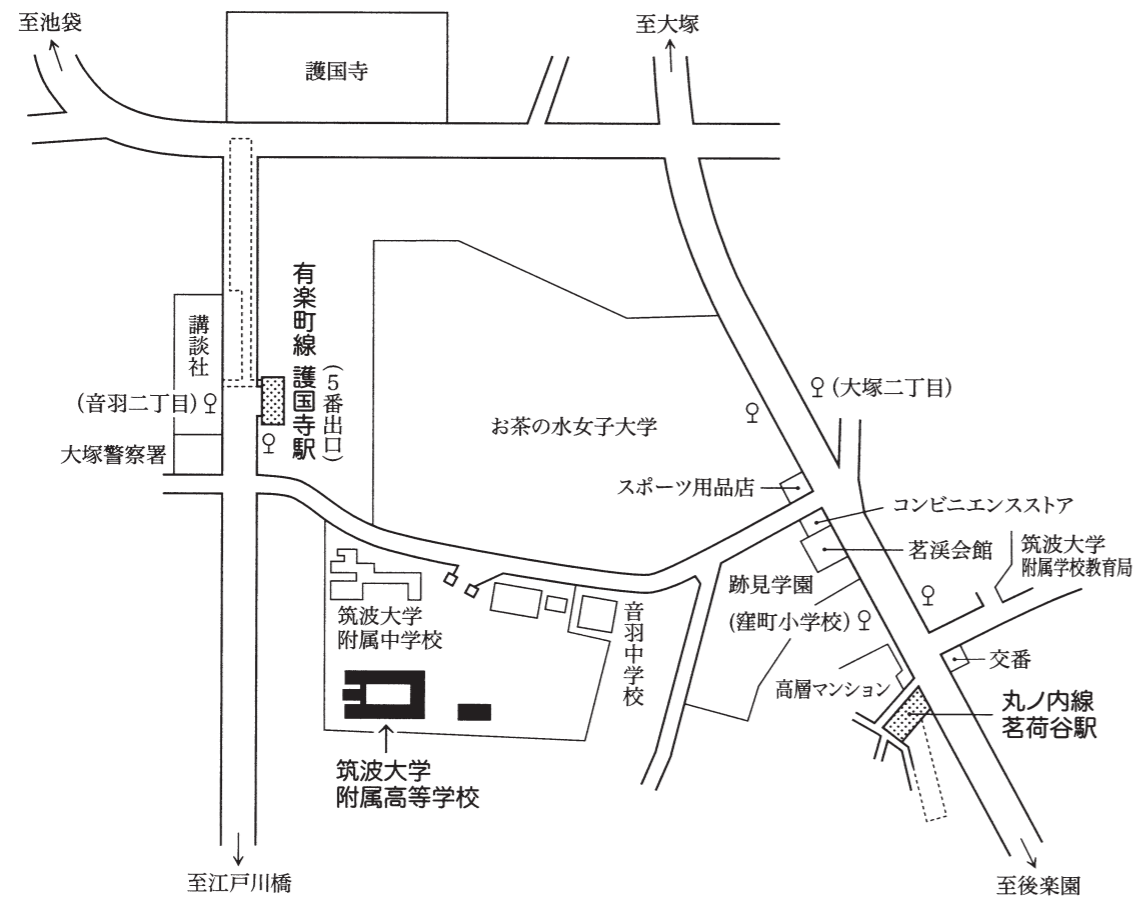 至池袋
至大塚
護国寺
有楽町線 護国寺駅
(5番出口)
講談社
(音羽二丁目)
大塚警察署
お茶の水女子大学
(大塚二丁目)
スポーツ用品店
コンビニエンスストア
茗渓会館
筑波大学
附属学校教育局
跡見学園
(窪町小学校)
筑波大学
附属中学校
音羽中学校
交番
高層マンション
丸ノ内線
茗荷谷駅
筑波大学
附属高等学校
至江戸川橋
至後楽園